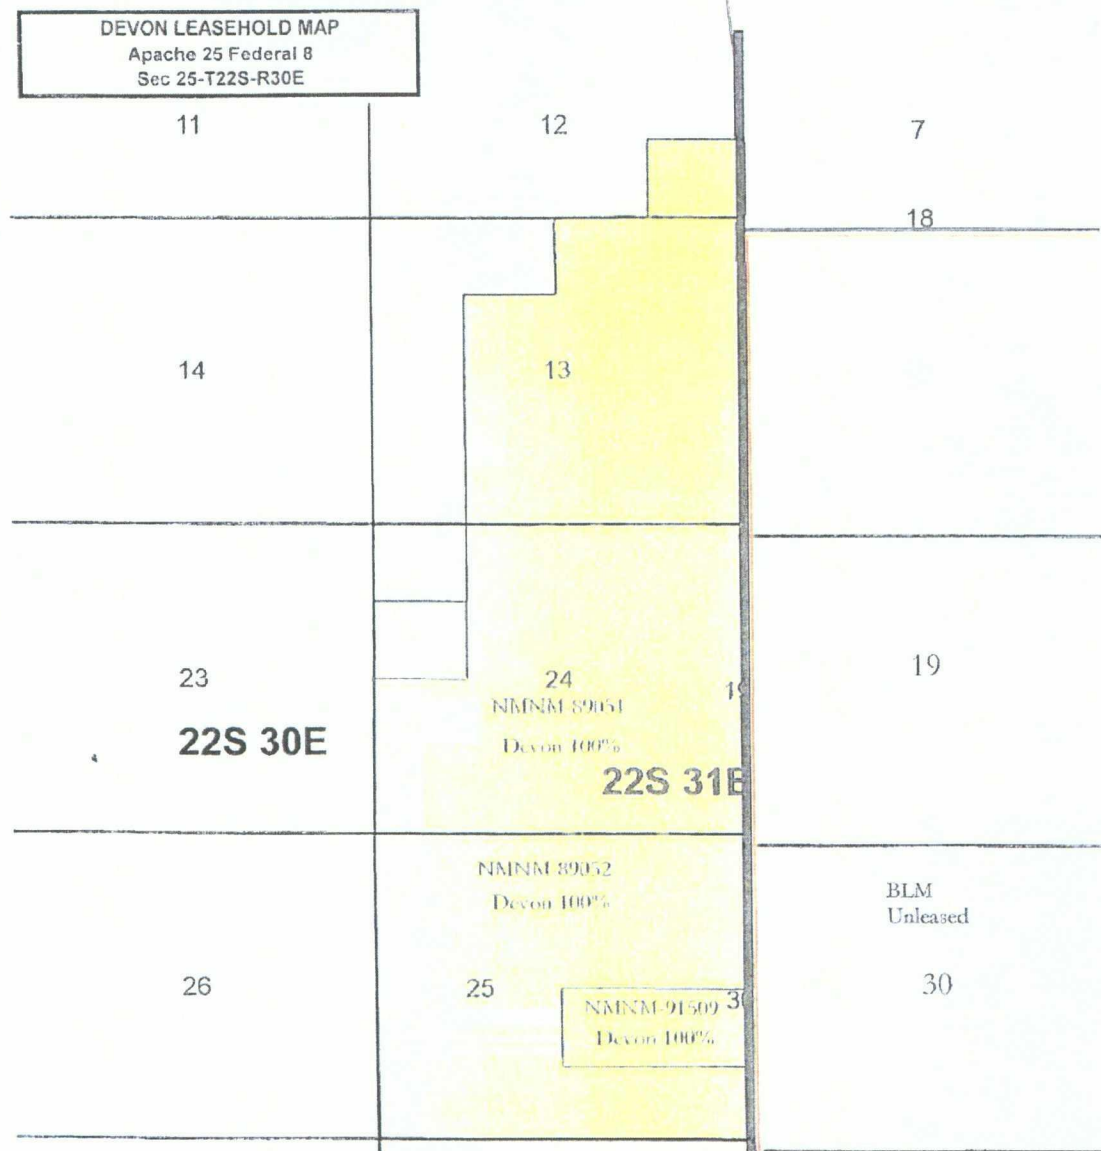 DEVON LEASEHOLD MAP
Apache 25 Federal 8
Sec 25-T22S-R30E
11
12
7
18
14
13
23
24
19
19
NMNM 89051
Devon 100%
22S 30E
22S 31E
NMNM 89052
Devon 100%
BLM
Unleased
26
25
30
30
NMNM-91509
Devon 100%